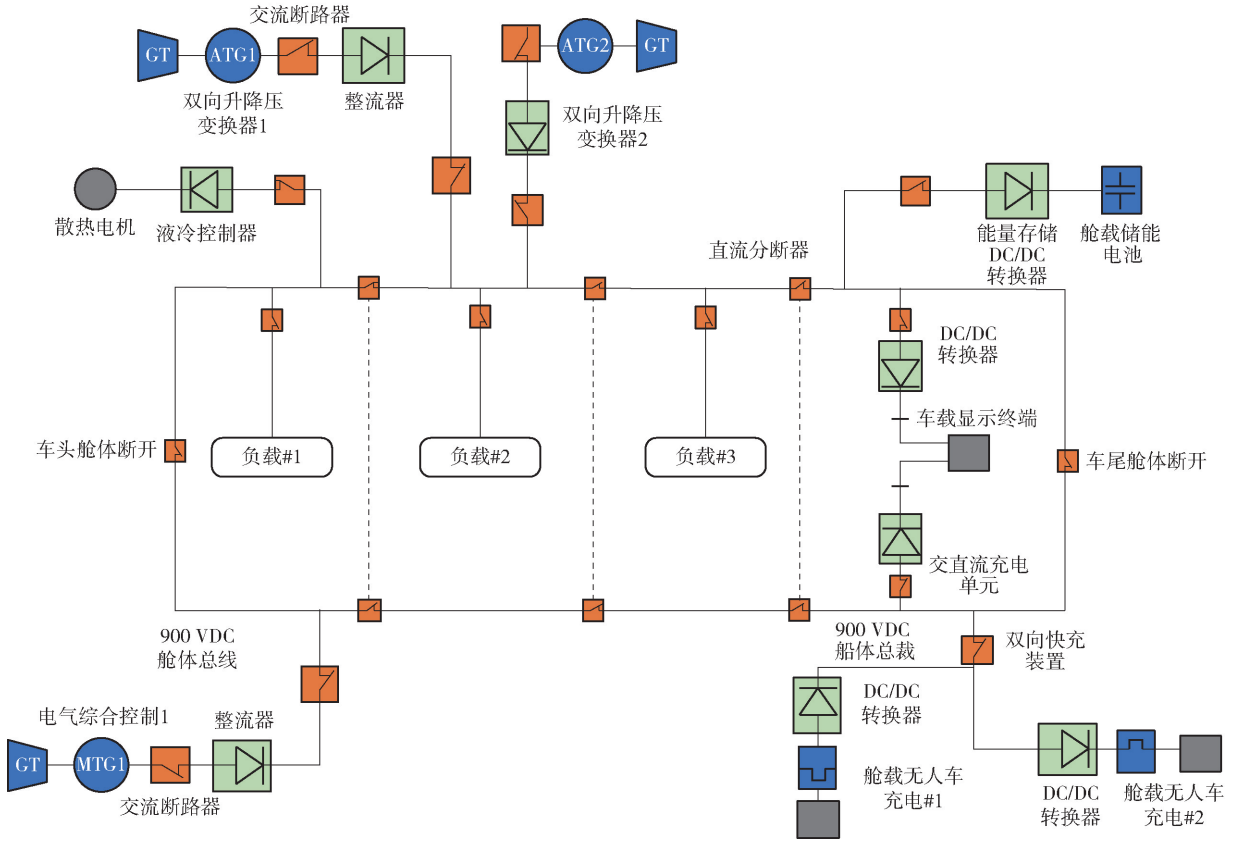 交流断路器
GT
ATG1
ATG2
GT
双向升降压
变换器1
整流器
双向升降压
变换器2
散热电机
液冷控制器
直流分断器
能量存储
DC/DC
转换器
舱载储能
电池
DC/DC
转换器
车载显示终端
车头舱体断开
负载#1
负载#2
负载#3
车尾舱体断开
交直流充电
单元
900 VDC
舱体总线
900 VDC
船体总裁
双向快充
装置
DC/DC
转换器
电气综合控制1
整流器
GT
MTG1
交流断路器
舱载无人车
充电#1
DC/DC
转换器
舱载无人车
充电#2